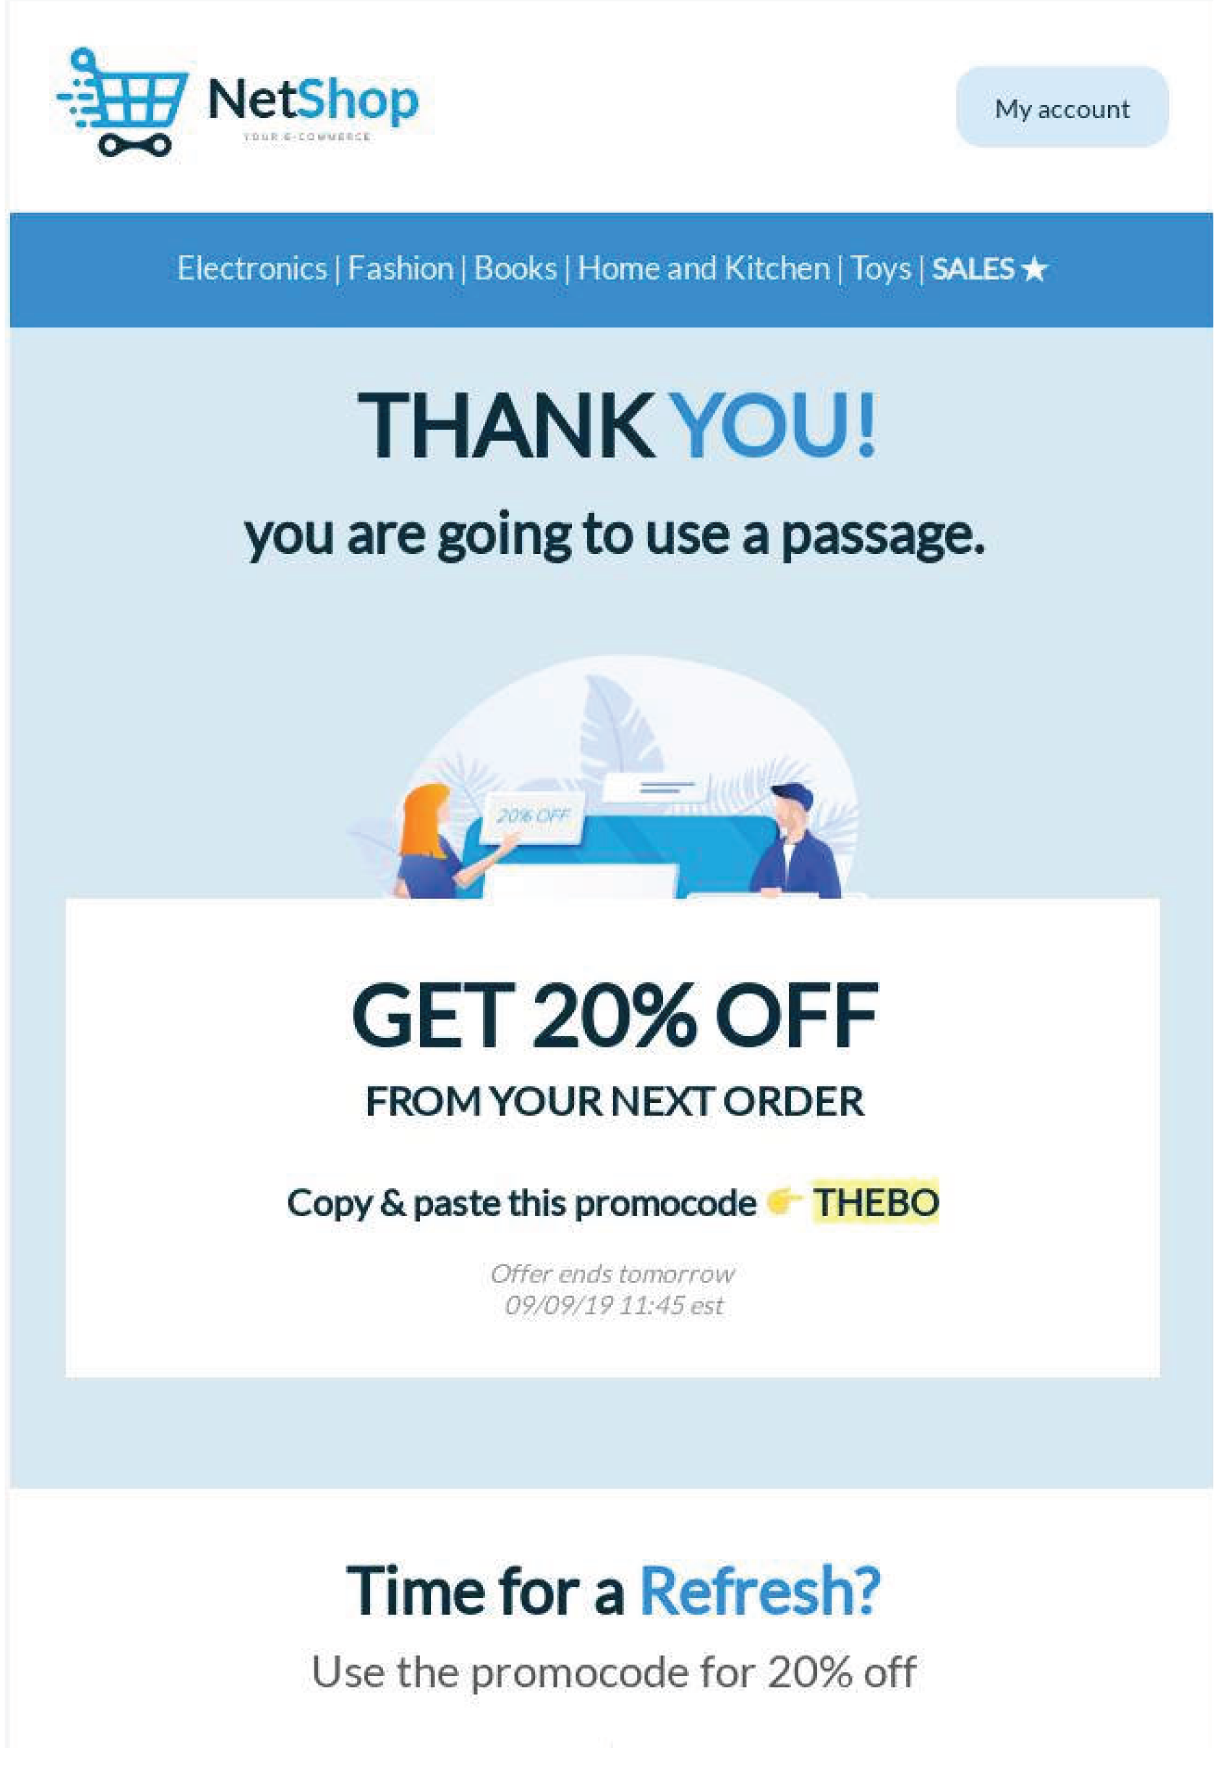 NetShop
YOUR E-COMMERCE
My account
Electronics | Fashion | Books | Home and Kitchen | Toys | SALES ★
THANK YOU!
you are going to use a passage.
20% OFF
GET 20% OFF
FROM YOUR NEXT ORDER
Copy & paste this promocode 👉 THEBO
Offer ends tomorrow
09/09/19 11:45 est
Time for a Refresh?
Use the promocode for 20% off